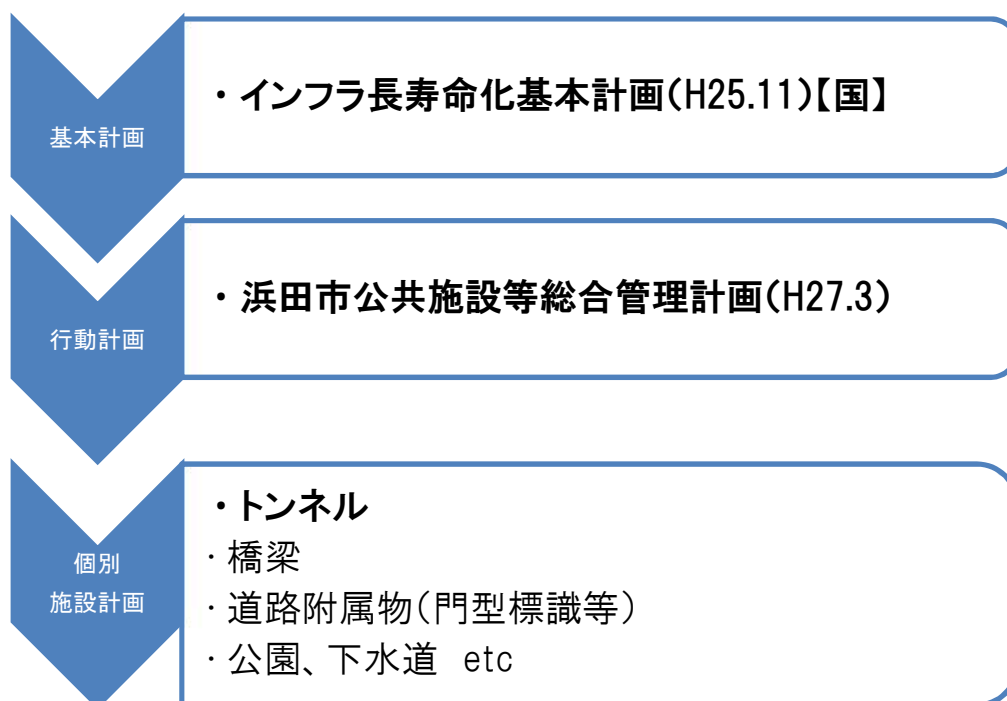 基本計画
・インフラ長寿命化基本計画(H25.11)【国】
行動計画
・浜田市公共施設等総合管理計画(H27.3)
個別
施設計画
・トンネル
・橋梁
・道路附属物(門型標識等)
・公園、下水道 etc